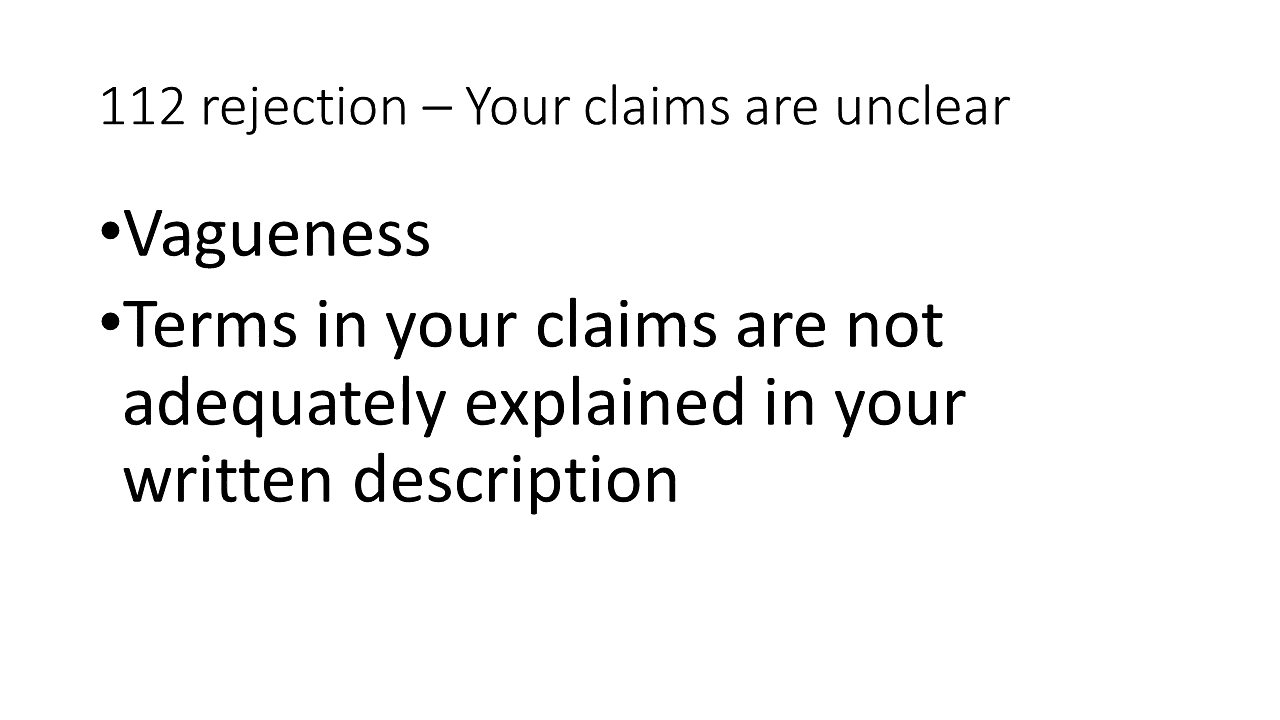 112 rejection – Your claims are unclear
•Vagueness
•Terms in your claims are not
adequately explained in your
written description